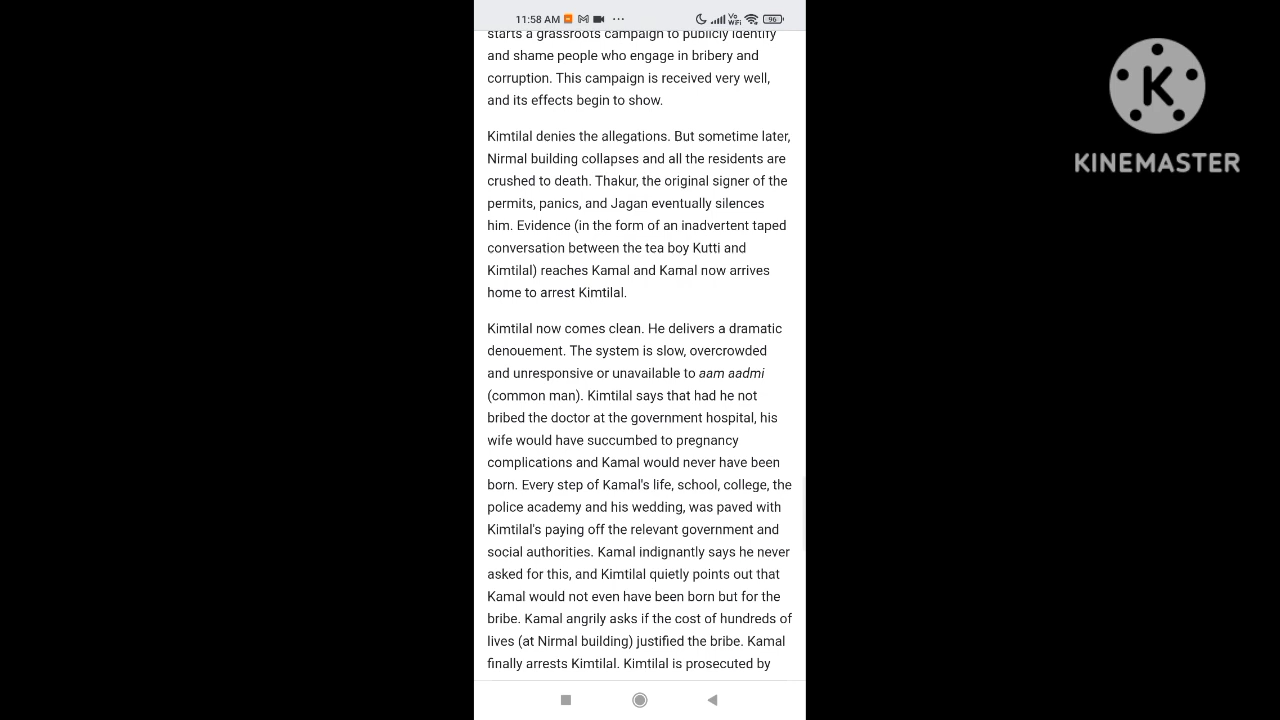 11:58 AM
Vo
WiFi
96
starts a grassroots campaign to publicly identify
and shame people who engage in bribery and
corruption. This campaign is received very well,
and its effects begin to show.
Kimtilal denies the allegations. But sometime later,
Nirmal building collapses and all the residents are
crushed to death. Thakur, the original signer of the
permits, panics, and Jagan eventually silences
him. Evidence (in the form of an inadvertent taped
conversation between the tea boy Kutti and
Kimtilal) reaches Kamal and Kamal now arrives
home to arrest Kimtilal.
Kimtilal now comes clean. He delivers a dramatic
denouement. The system is slow, overcrowded
and unresponsive or unavailable to aam aadmi
(common man). Kimtilal says that had he not
bribed the doctor at the government hospital, his
wife would have succumbed to pregnancy
complications and Kamal would never have been
born. Every step of Kamal's life, school, college, the
police academy and his wedding, was paved with
Kimtilal's paying off the relevant government and
social authorities. Kamal indignantly says he never
asked for this, and Kimtilal quietly points out that
Kamal would not even have been born but for the
bribe. Kamal angrily asks if the cost of hundreds of
lives (at Nirmal building) justified the bribe. Kamal
finally arrests Kimtilal. Kimtilal is prosecuted by
K
KINEMASTER